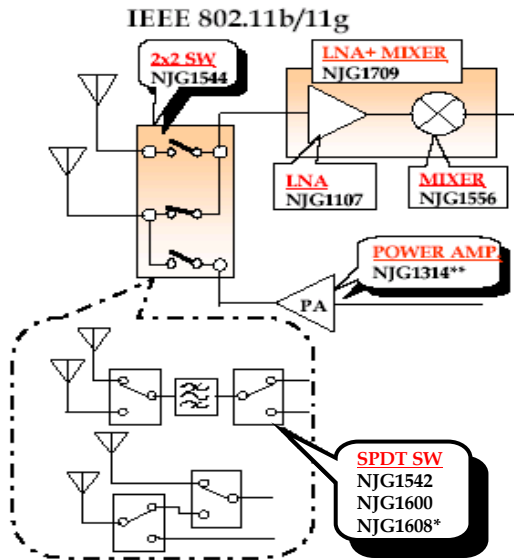 IEEE 802.11b/11g
2x2 SW
NJG1544
LNA+ MIXER
NJG1709
LNA
NJG1107
MIXER
NJG1556
POWER AMP.
NJG1314**
PA
SPDT SW
NJG1542
NJG1600
NJG1608*